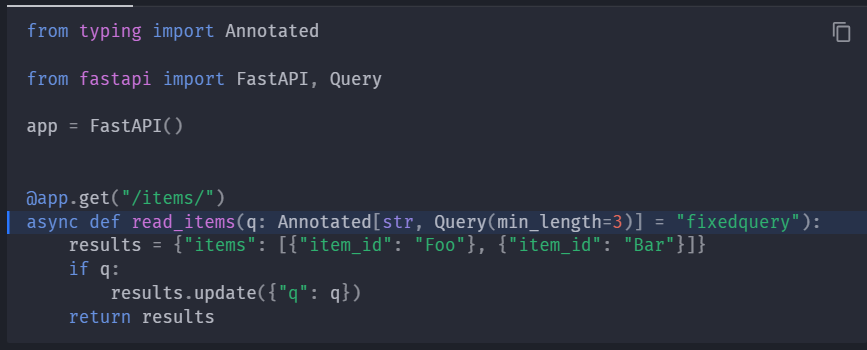 from typing import Annotated
from fastapi import FastAPI, Query
app = FastAPI()
@app.get("/items/")
async def read_items(q: Annotated[str, Query(min_length=3)] = "fixedquery"):
    results = {"items": [{"item_id": "Foo"}, {"item_id": "Bar"}]}
    if q:
        results.update({"q": q})
    return results